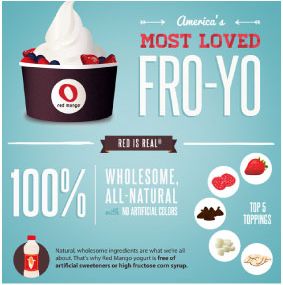 America's
MOST LOVED
FRO-YO
red mango
RED IS REAL®
100%
WHOLESOME,
ALL-NATURAL
with NO ARTIFICIAL COLORS
TOP 5
TOPPINGS
Natural, wholesome ingredients are what we're all
about. That's why Red Mango yogurt is free of
artificial sweeteners or high fructose corn syrup.